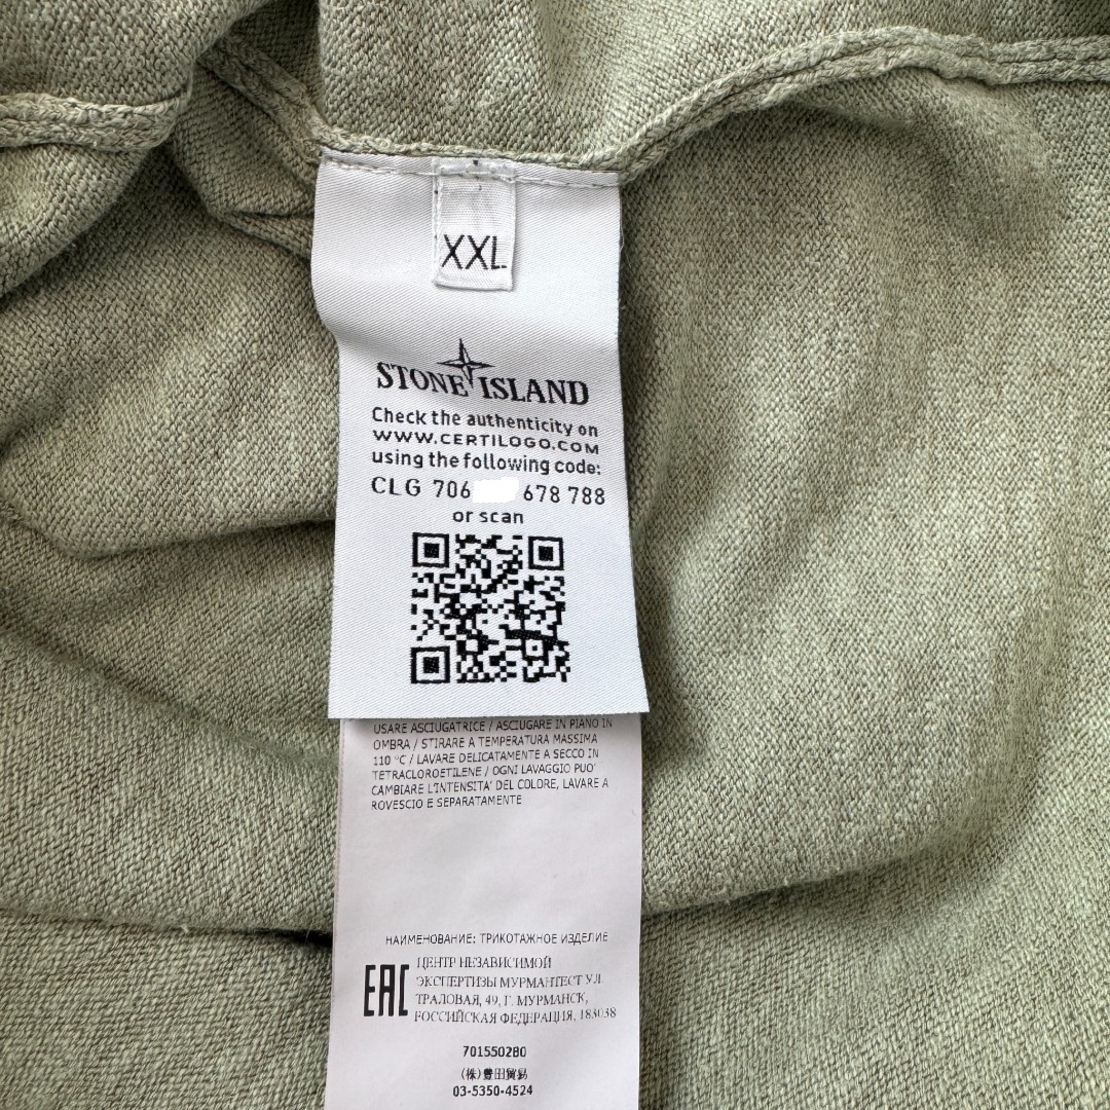 XXL
STONE ISLAND
Check the authenticity on
WWW.CERTILOGO.COM
using the following code:
CLG 706 678 788
or scan
USARE ASCIUGATRICE / ASCIUGARE IN PIANO IN
OMBRA / STIRARE A TEMPERATURA MASSIMA
110 °C / LAVARE DELICATAMENTE A SECCO IN
TETRACLOROETILENE / OGNI LAVAGGIO PUO'
CAMBIARE L'INTENSITA' DEL COLORE, LAVARE A
ROVESCIO E SEPARATAMENTE
НАИМЕНОВАНИЕ: ТРИКОТАЖНОЕ ИЗДЕЛИЕ
EAC
ЦЕНТР НЕЗАВИСИМОЙ
ЭКСПЕРТИЗЫ МУРМАНТЕСТ УЛ.
ТРАЛОВАЯ, 49, Г. МУРМАНСК,
РОССИЙСКАЯ ФЕДЕРАЦИЯ, 183038
701550280
(株)豊田貿易
03-5350-4524